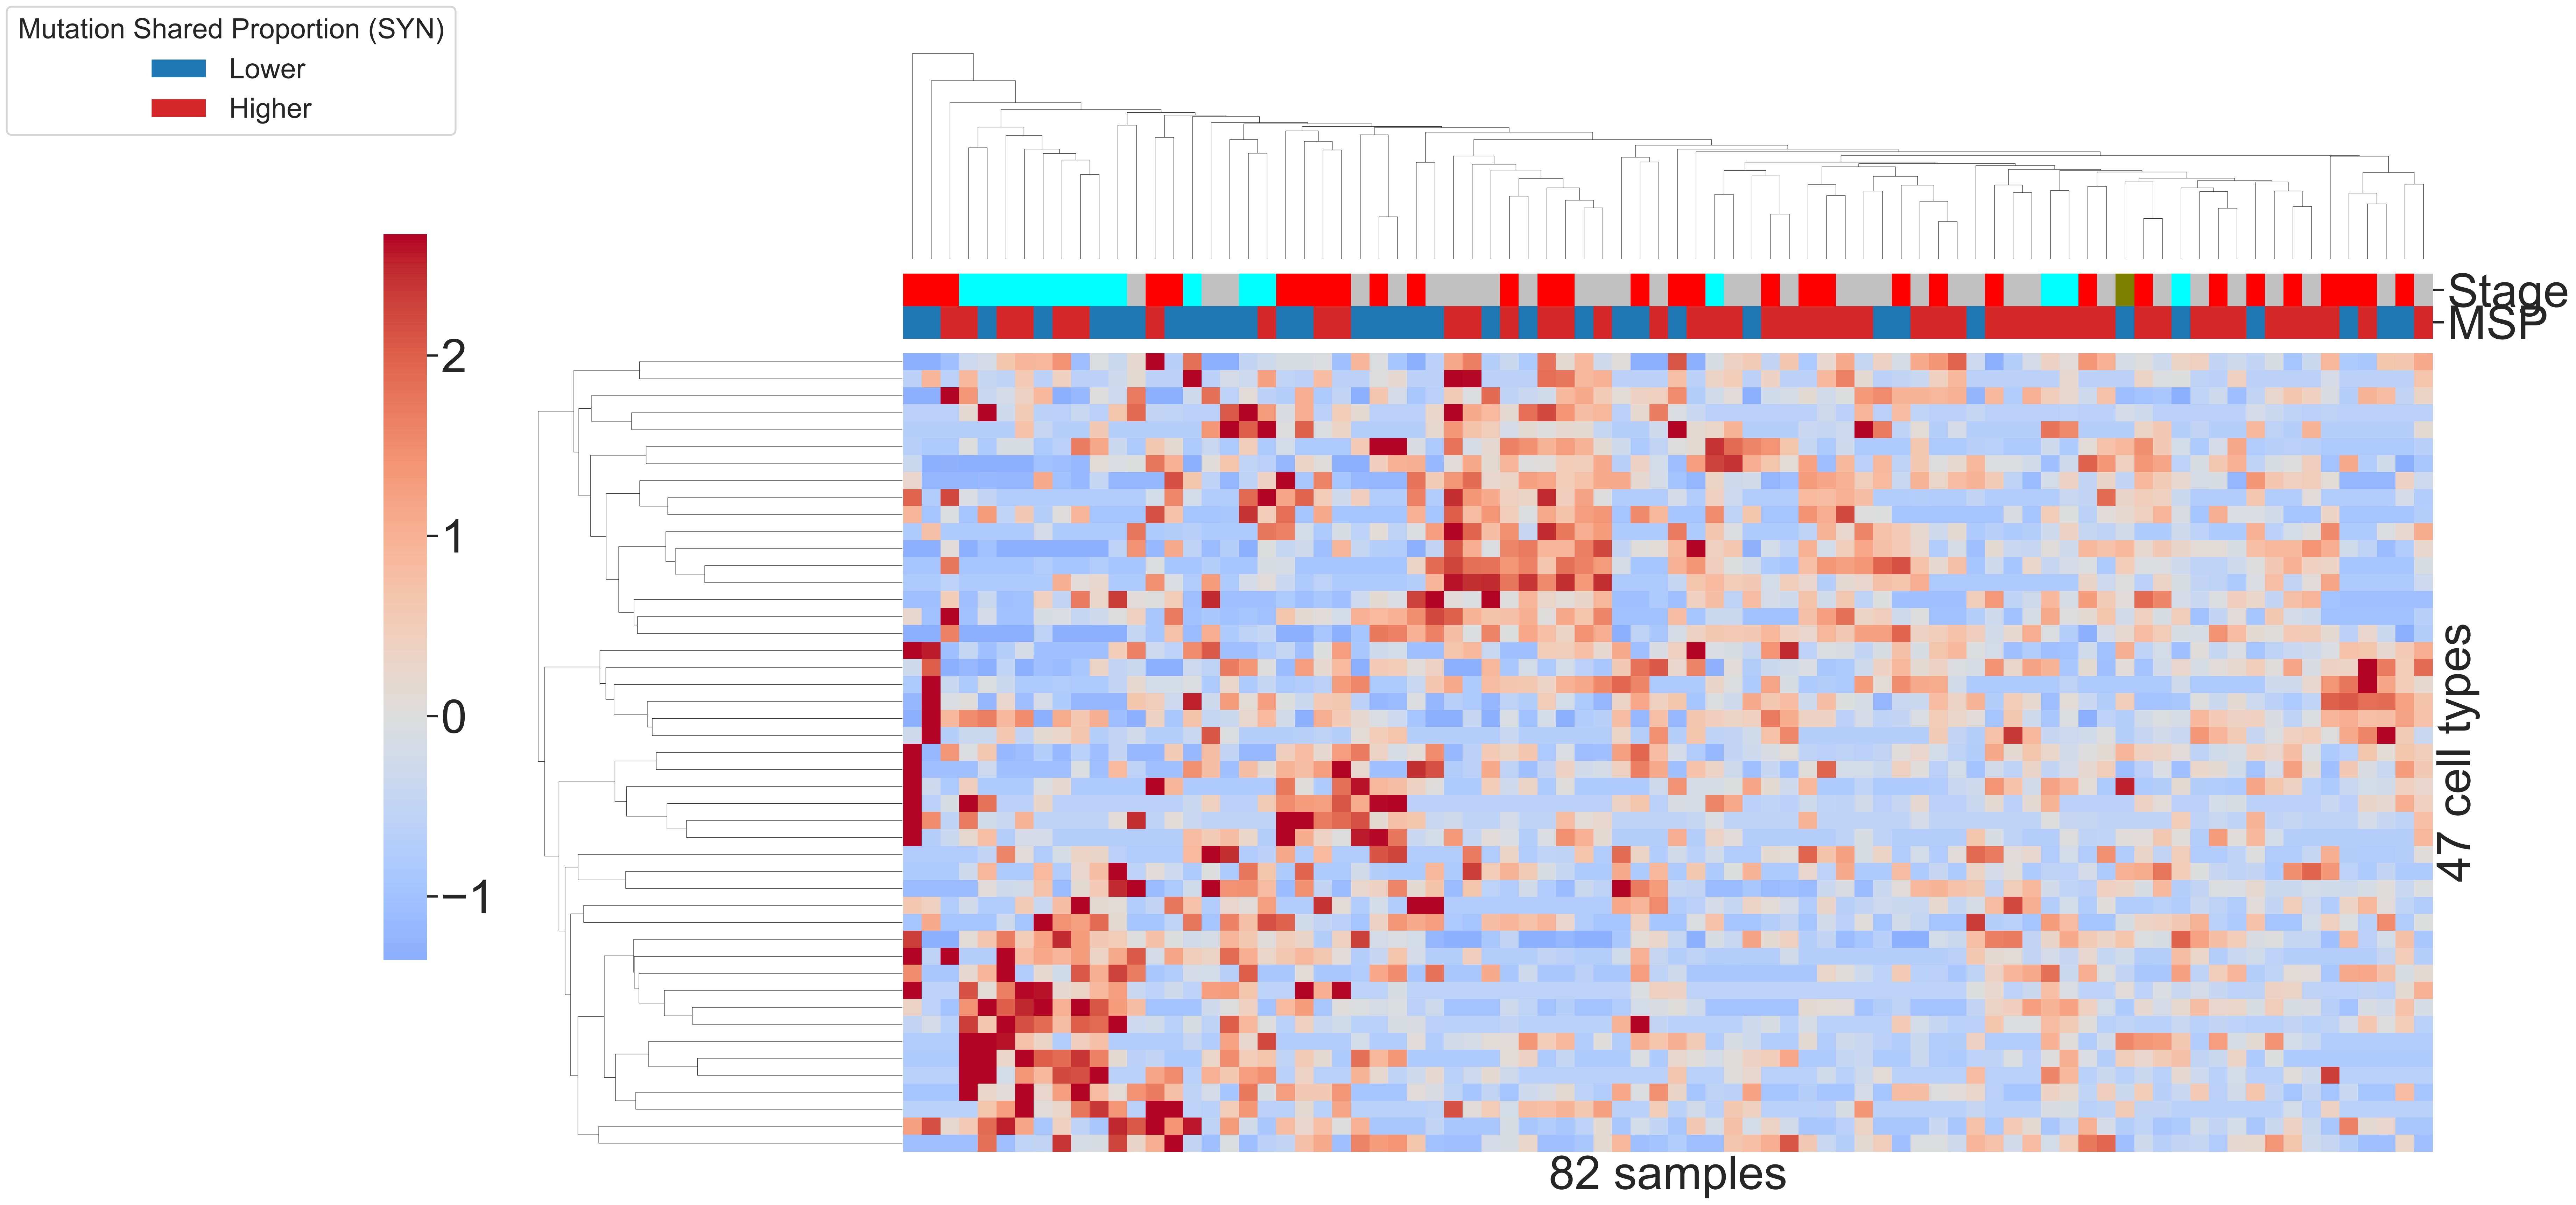 Mutation Shared Proportion (SYN)
Lower
Higher
Stage
MSP
2
1
0
−1
47 cell types
82 samples